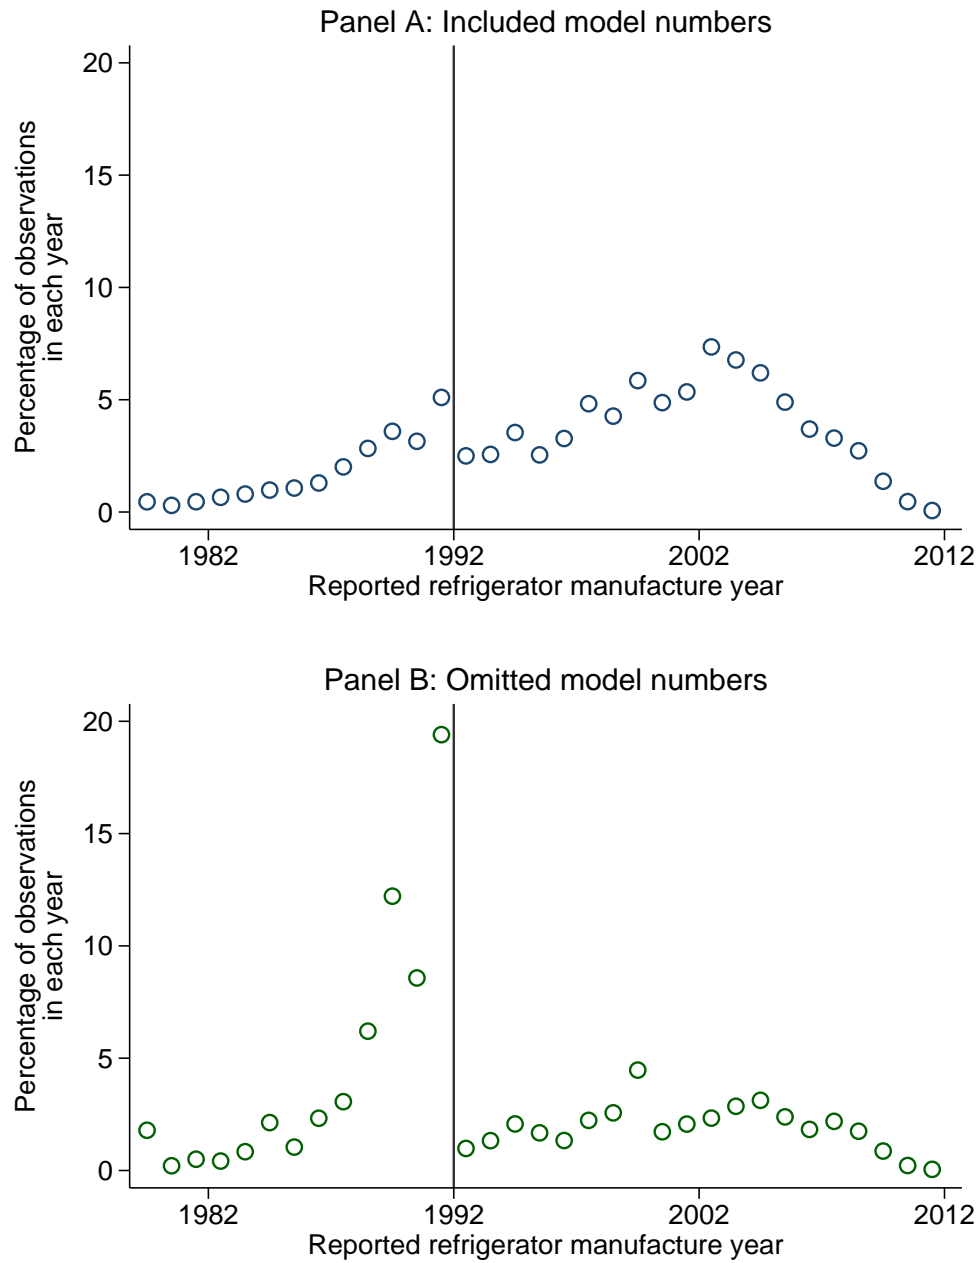 Panel A: Included model numbers
20
15
10
5
0
Percentage of observations
in each year
1982 1992 2002 2012
Reported refrigerator manufacture year
Panel B: Omitted model numbers
20
15
10
5
0
Percentage of observations
in each year
1982 1992 2002 2012
Reported refrigerator manufacture year